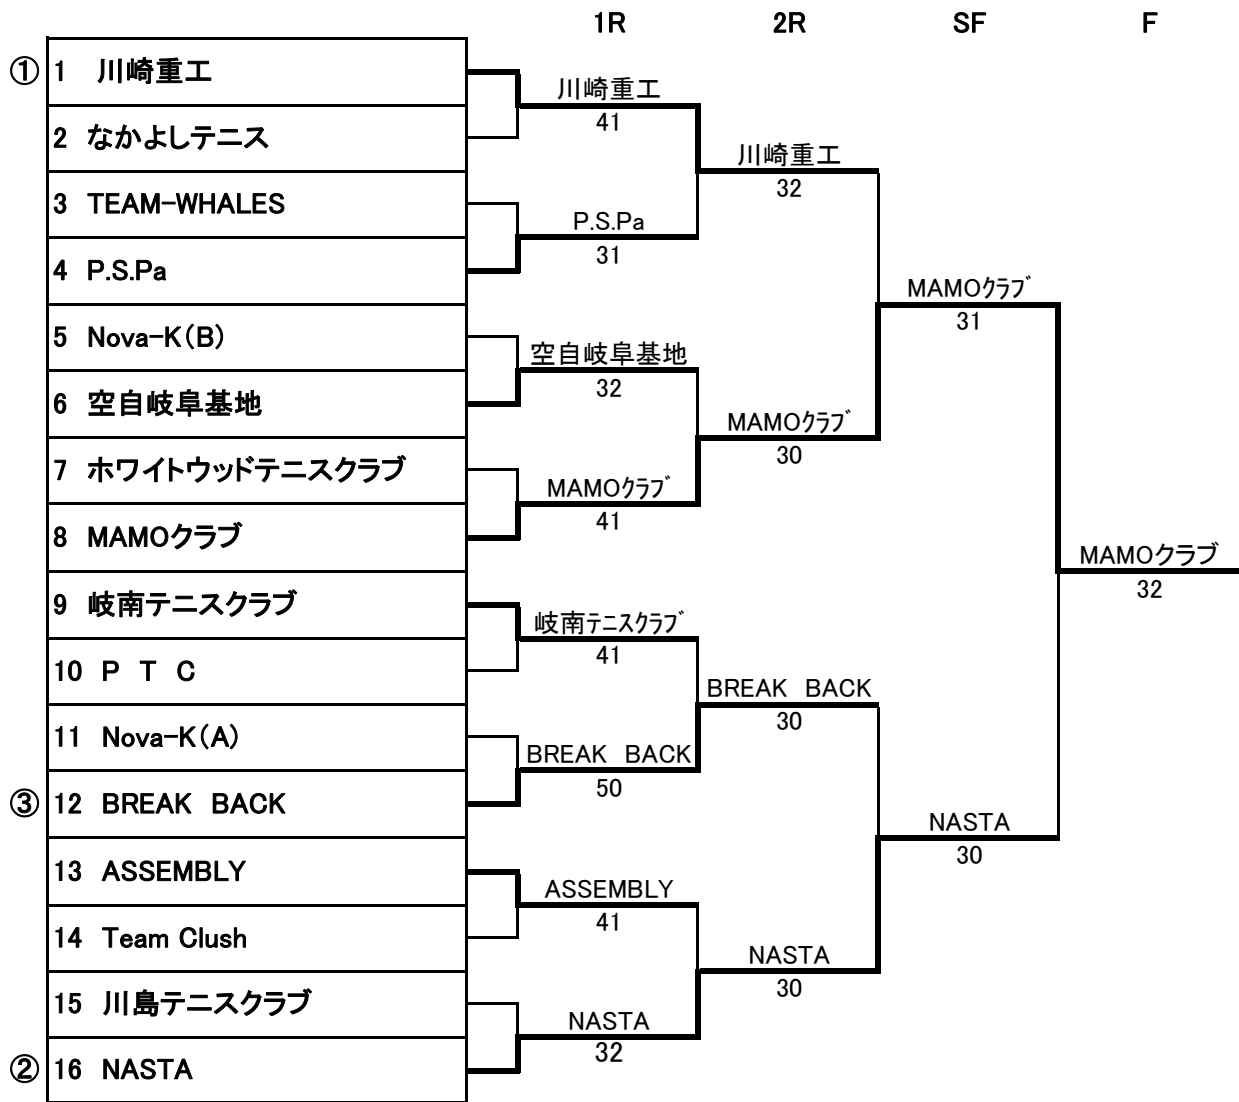 1R 2R SF F
① 1 川崎重工
川崎重工
41
2 なかよしテニス
川崎重工
32
3 TEAM-WHALES
P.S.Pa
31
4 P.S.Pa
MAMOクラブ
31
5 Nova-K(B)
空自岐阜基地
32
6 空自岐阜基地
MAMOクラブ
30
7 ホワイトウッドテニスクラブ
MAMOクラブ
41
8 MAMOクラブ
MAMOクラブ
32
9 岐南テニスクラブ
岐南テニスクラブ
41
10 P T C
BREAK BACK
30
11 Nova-K(A)
BREAK BACK
50
③ 12 BREAK BACK
NASTA
30
13 ASSEMBLY
ASSEMBLY
41
14 Team Clush
NASTA
30
15 川島テニスクラブ
NASTA
32
② 16 NASTA